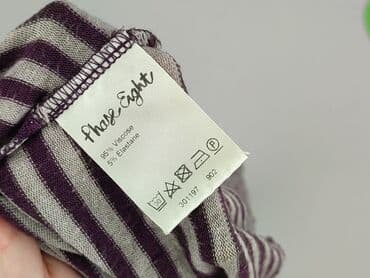 Phase Eight
95% Viscose
5% Elastane
301197 902